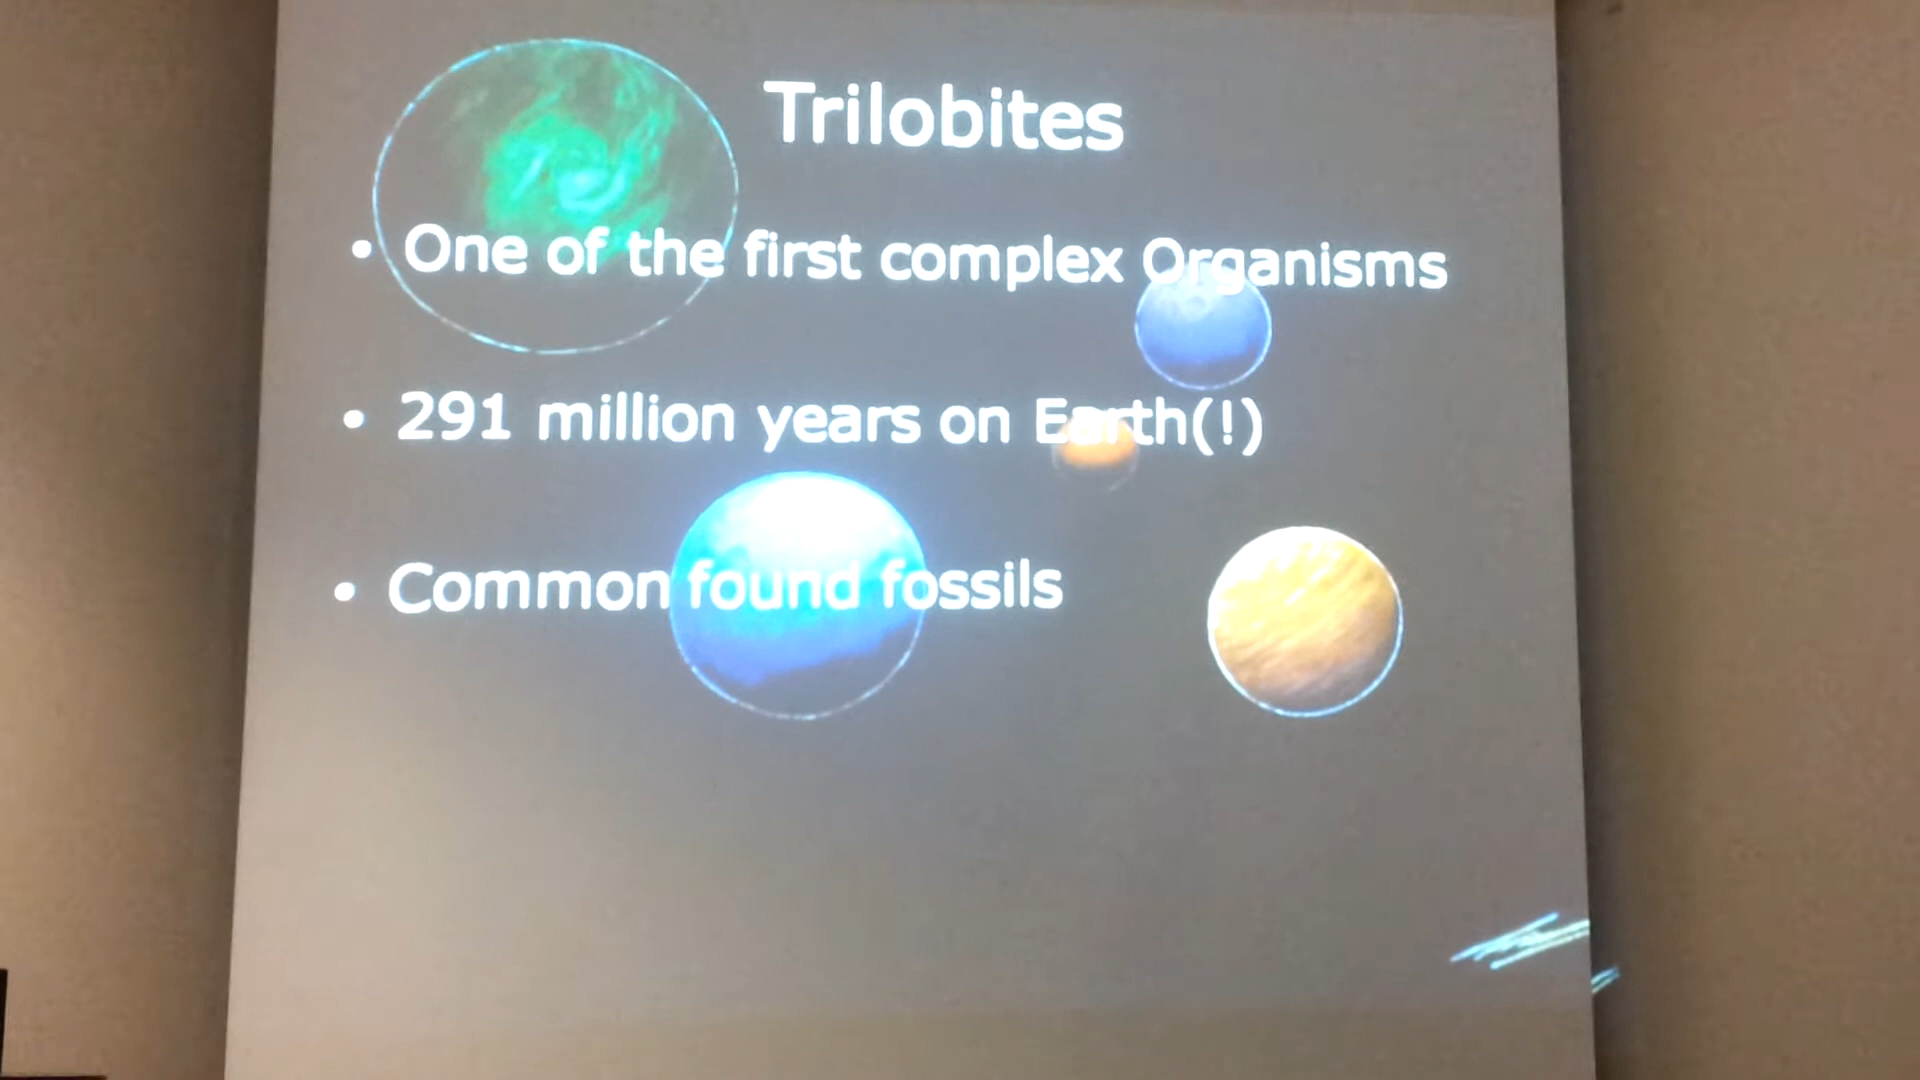 Trilobites
• One of the first complex Organisms
• 291 million years on Earth(!)
• Common found fossils